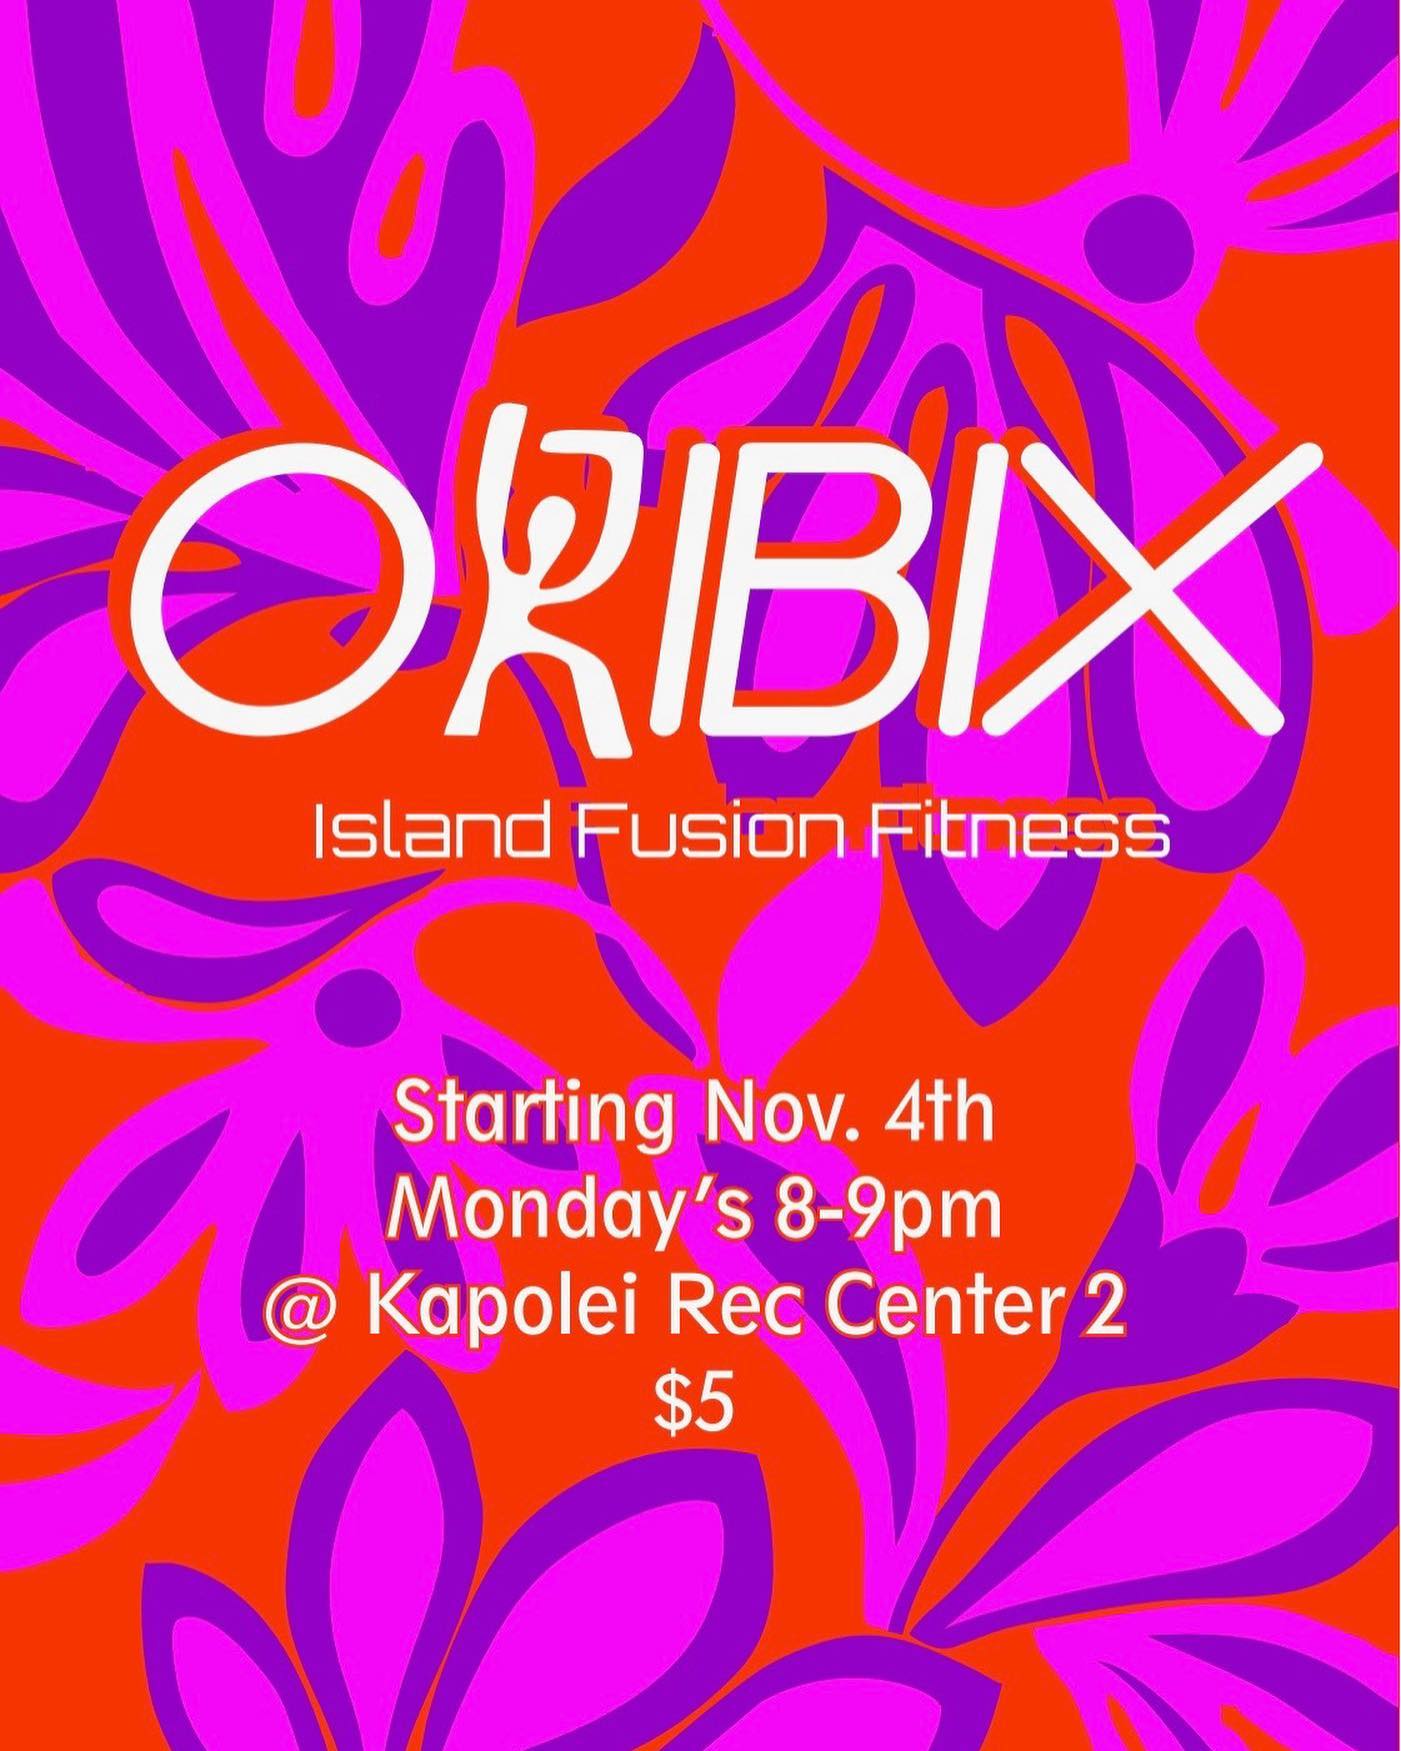 ORIBIX
Island Fusion Fitness
Starting Nov. 4th
Monday's 8-9pm
@ Kapolei Rec Center 2
$5